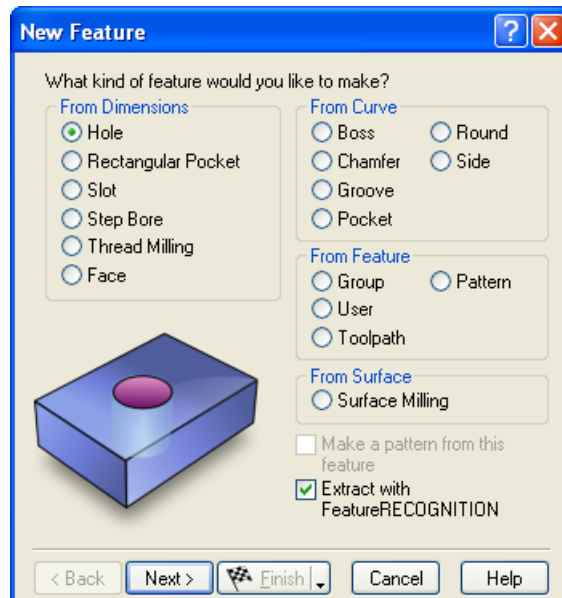 New Feature
What kind of feature would you like to make?
From Dimensions
Hole
Rectangular Pocket
Slot
Step Bore
Thread Milling
Face
From Curve
Boss
Round
Chamfer
Side
Groove
Pocket
From Feature
Group
Pattern
User
Toolpath
From Surface
Surface Milling
Make a pattern from this
feature
Extract with
FeatureRECOGNITION
< Back
Next >
Finish
Cancel
Help